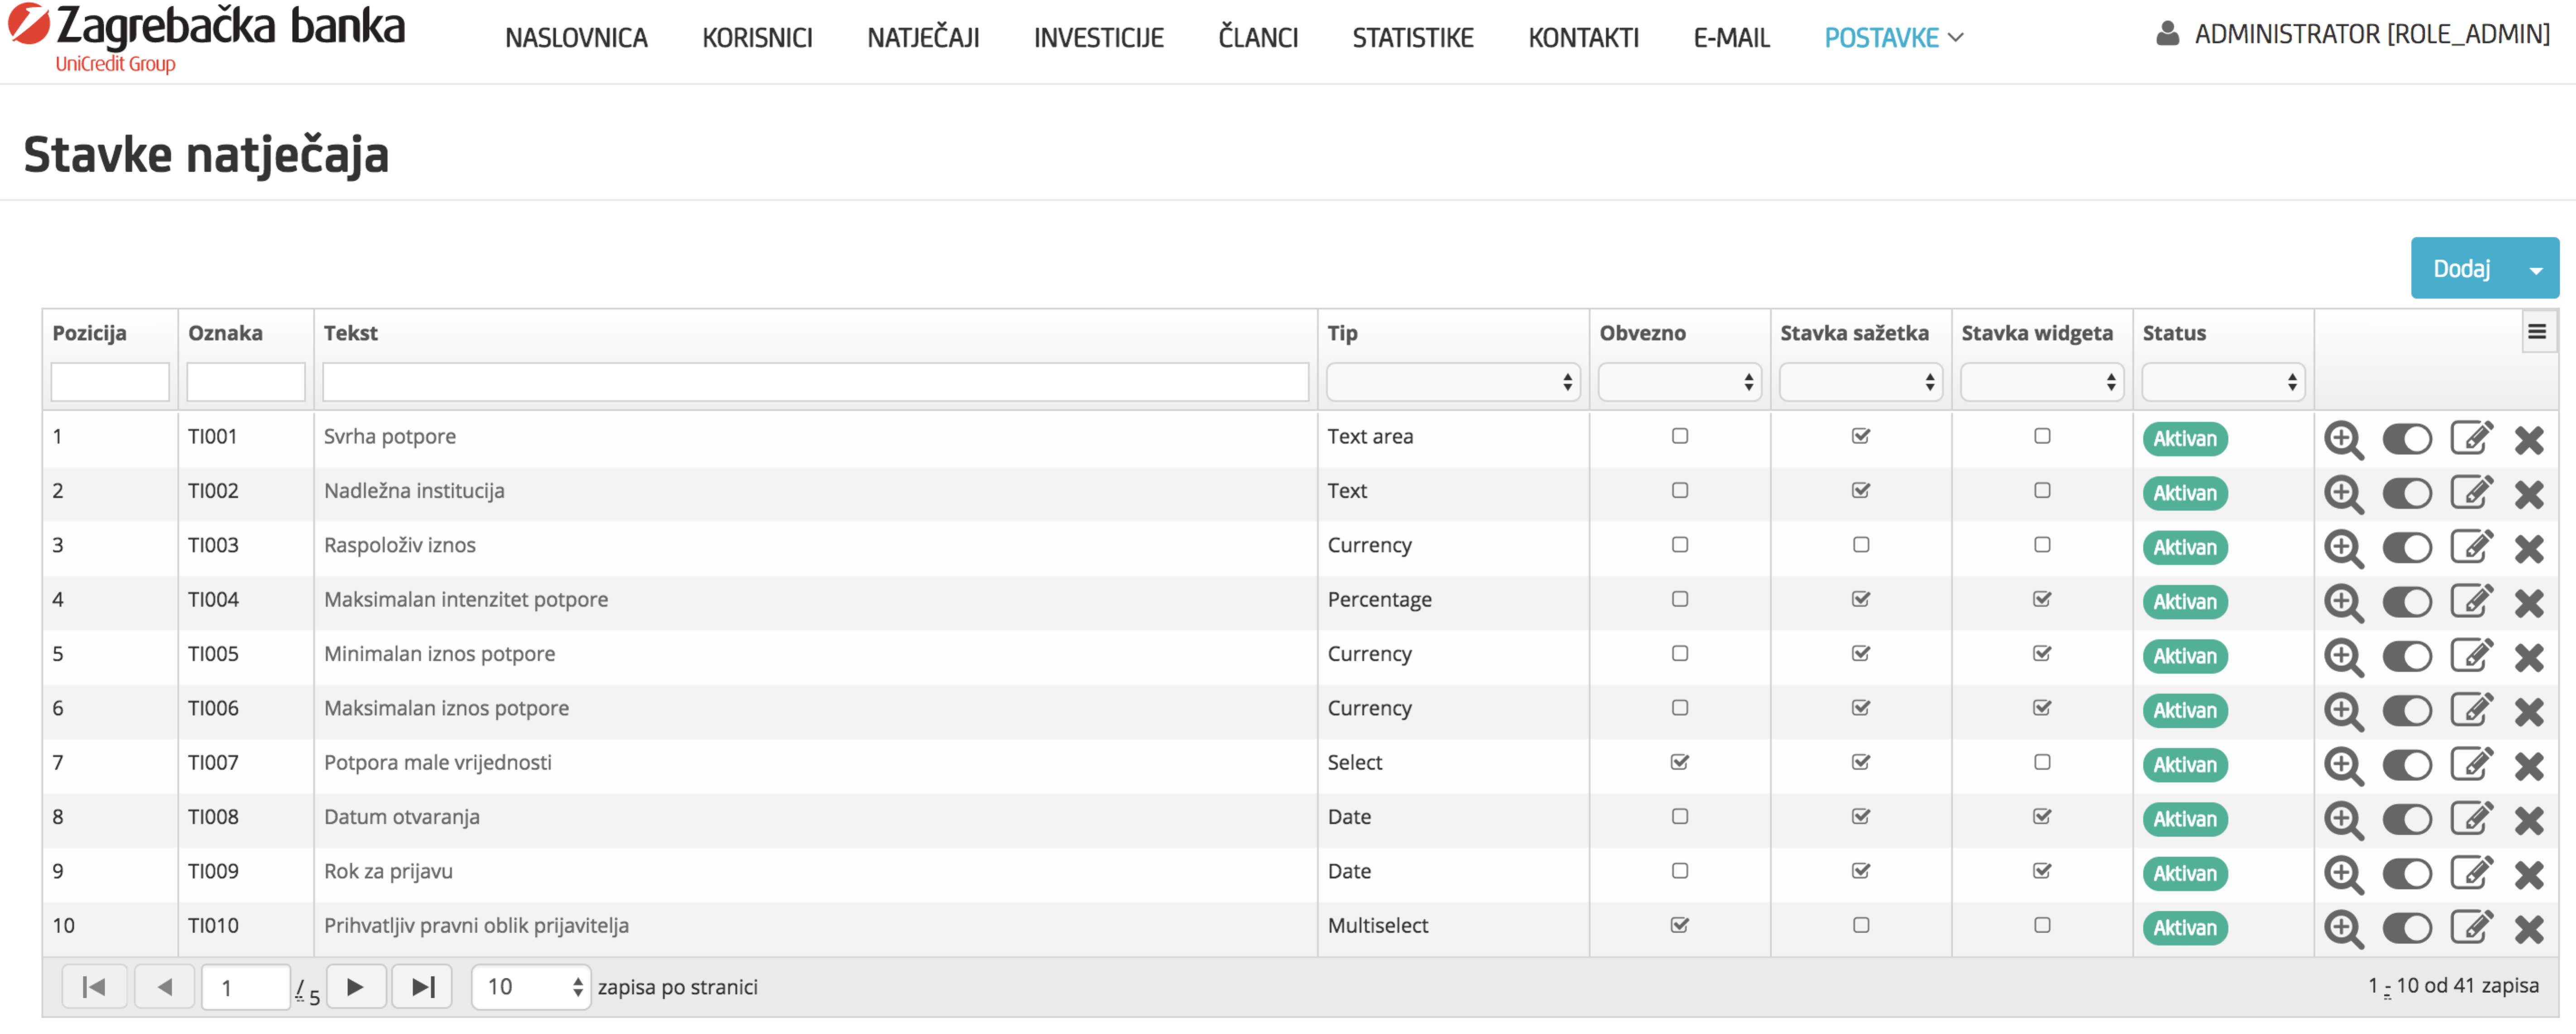 Zagrebačka banka
UniCredit Group
NASLOVNICA KORISNICI NATJEČAJI INVESTICIJE ČLANCI STATISTIKE KONTAKTI E-MAIL POSTAVKE ADMINISTRATOR [ROLE_ADMIN]
Stavke natječaja
Dodaj
Pozicija Oznaka Tekst Tip Obvezno Stavka sažetka Stavka widgeta Status
1 TI001 Svrha potpore Text area Aktivan
2 TI002 Nadležna institucija Text Aktivan
3 TI003 Raspoloživ iznos Currency Aktivan
4 TI004 Maksimalan intenzitet potpore Percentage Aktivan
5 TI005 Minimalan iznos potpore Currency Aktivan
6 TI006 Maksimalan iznos potpore Currency Aktivan
7 TI007 Potpora male vrijednosti Select Aktivan
8 TI008 Datum otvaranja Date Aktivan
9 TI009 Rok za prijavu Date Aktivan
10 TI010 Prihvatljiv pravni oblik prijavitelja Multiselect Aktivan
1 / 5 10 zapisa po stranici 1 - 10 od 41 zapisa